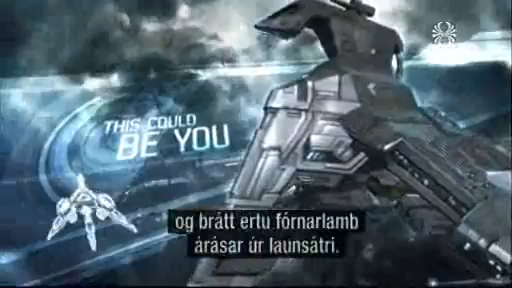 THIS COULD
BE YOU
og brátt ertu fórnarlamb
árásar úr launsátri.